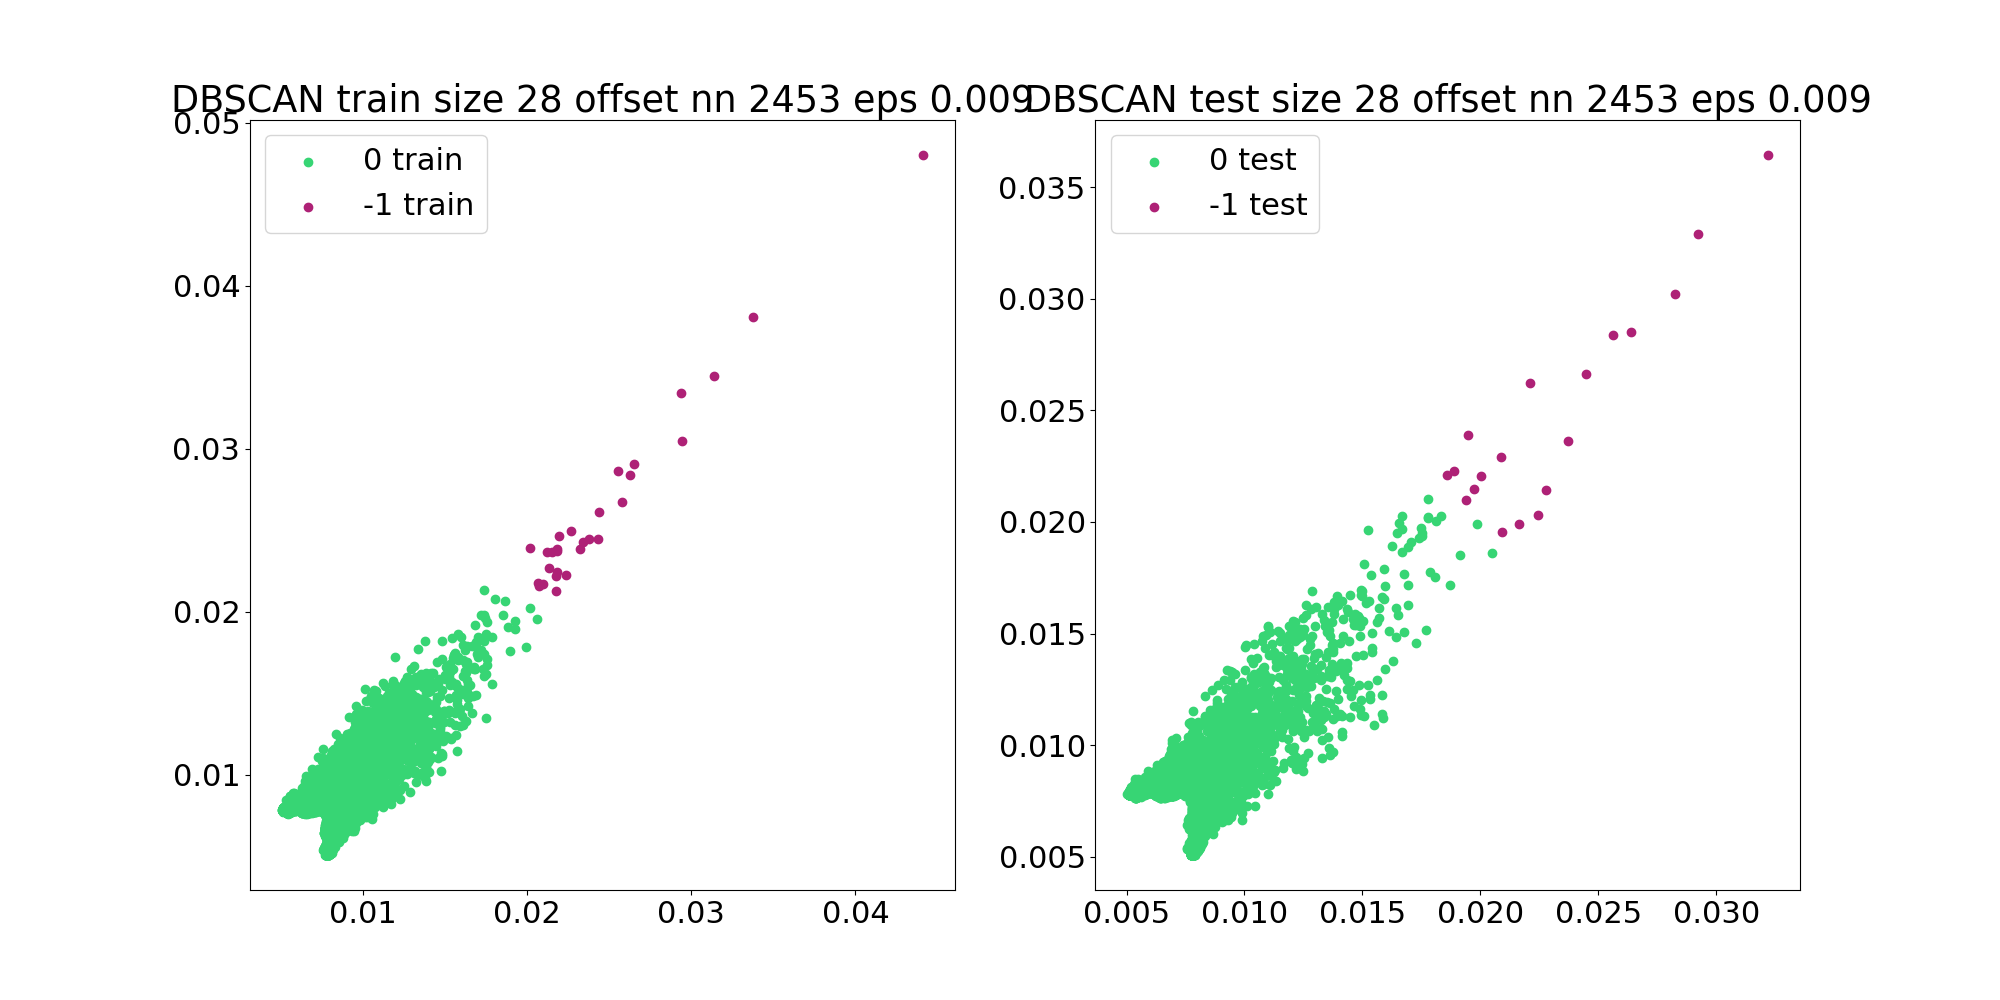 DBSCAN train size 28 offset nn 2453 eps 0.009
0 train
-1 train
0.05
0.04
0.03
0.02
0.01
0.01 0.02 0.03 0.04
DBSCAN test size 28 offset nn 2453 eps 0.009
0 test
-1 test
0.035
0.030
0.025
0.020
0.015
0.010
0.005
0.005 0.010 0.015 0.020 0.025 0.030